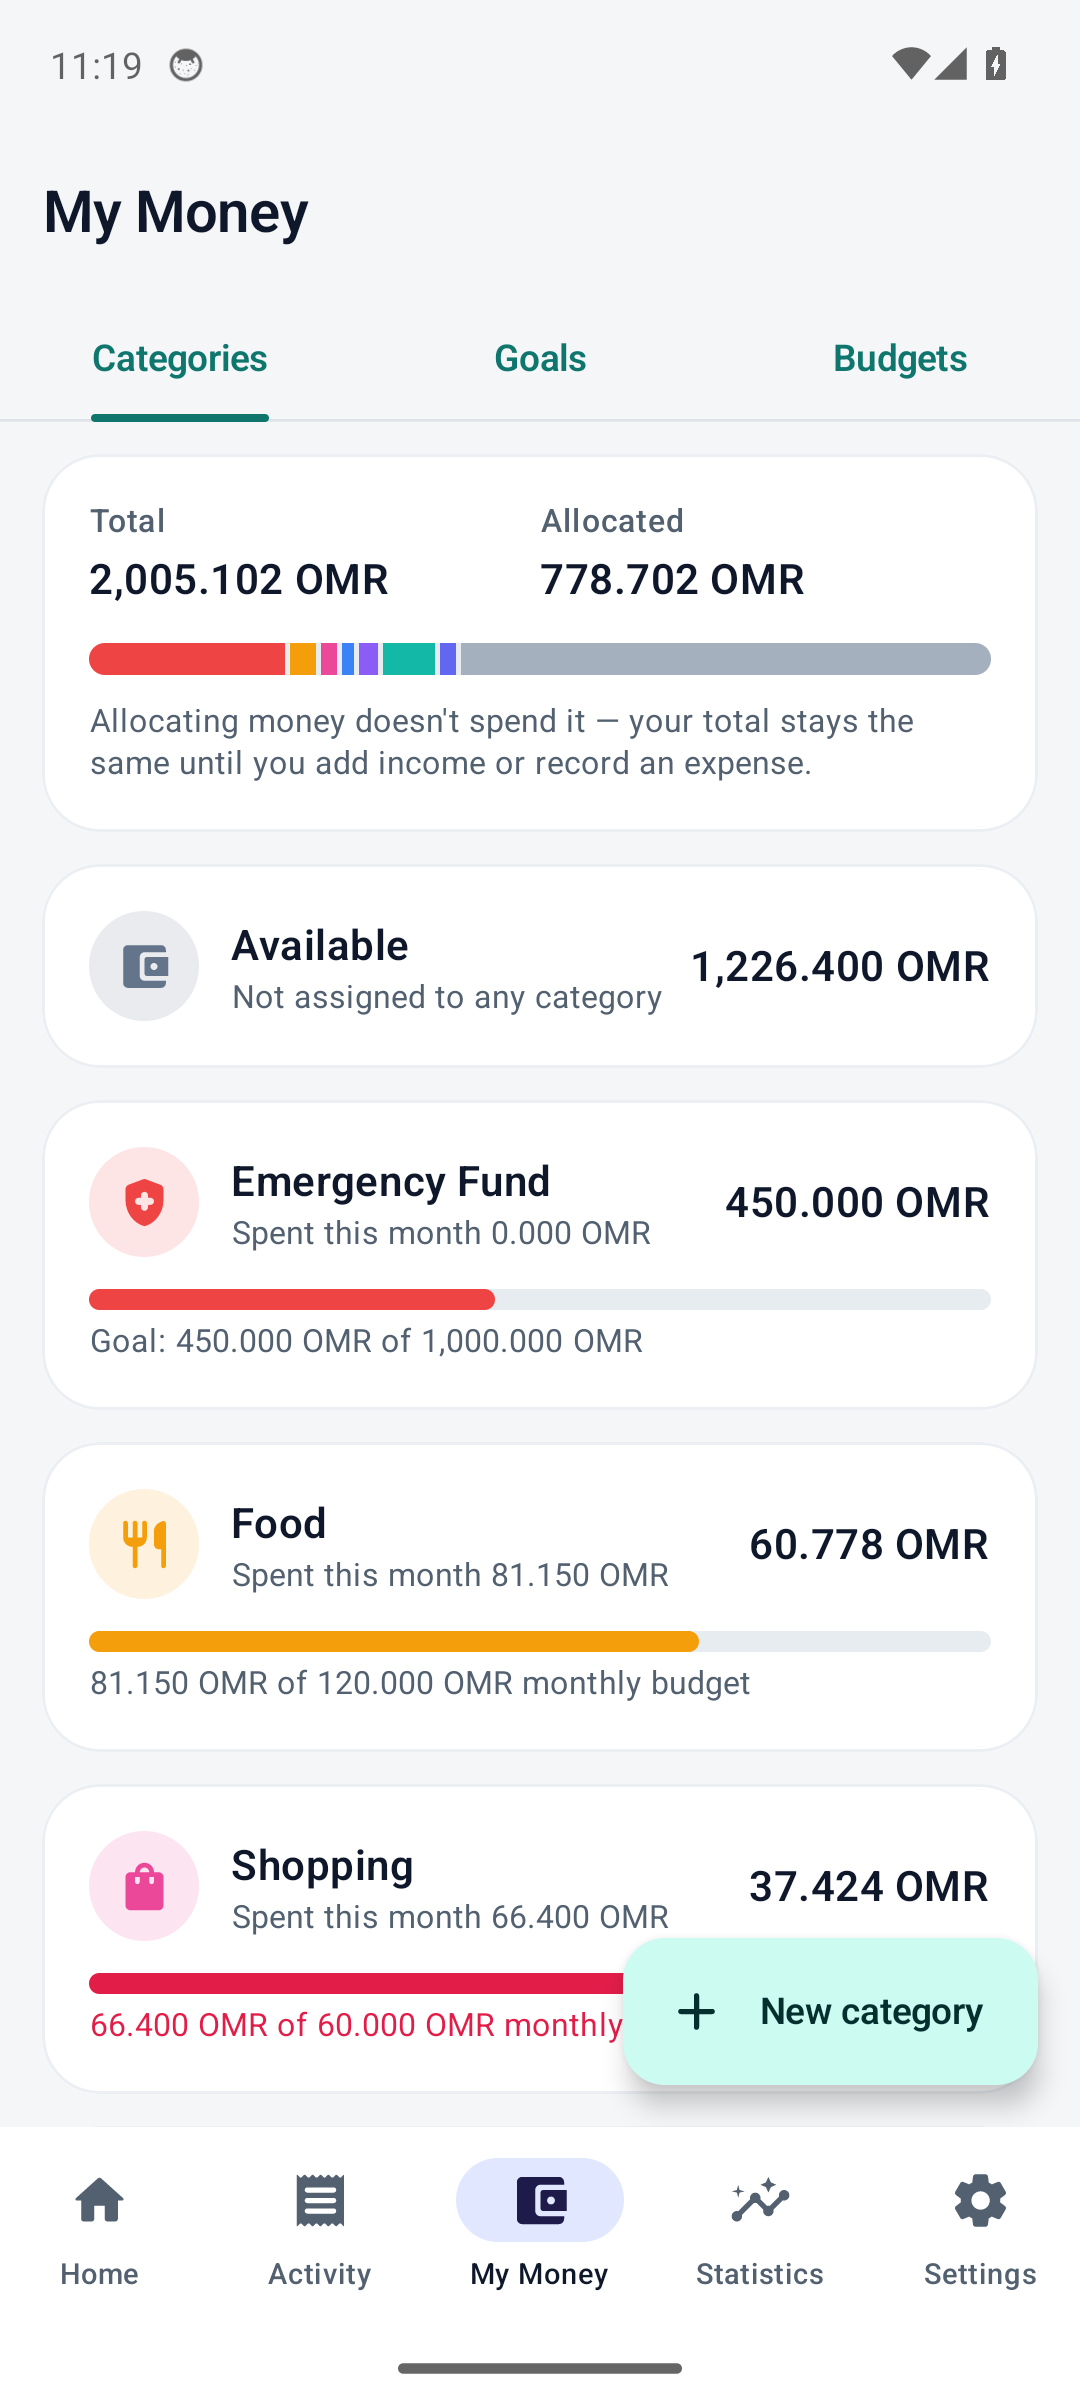 11:19
My Money
Categories
Goals
Budgets
Total
Allocated
2,005.102 OMR
778.702 OMR
Allocating money doesn't spend it — your total stays the
same until you add income or record an expense.
Available
Not assigned to any category
1,226.400 OMR
Emergency Fund
Spent this month 0.000 OMR
450.000 OMR
Goal: 450.000 OMR of 1,000.000 OMR
Food
Spent this month 81.150 OMR
60.778 OMR
81.150 OMR of 120.000 OMR monthly budget
Shopping
Spent this month 66.400 OMR
37.424 OMR
66.400 OMR of 60.000 OMR monthly
New category
Home
Activity
My Money
Statistics
Settings